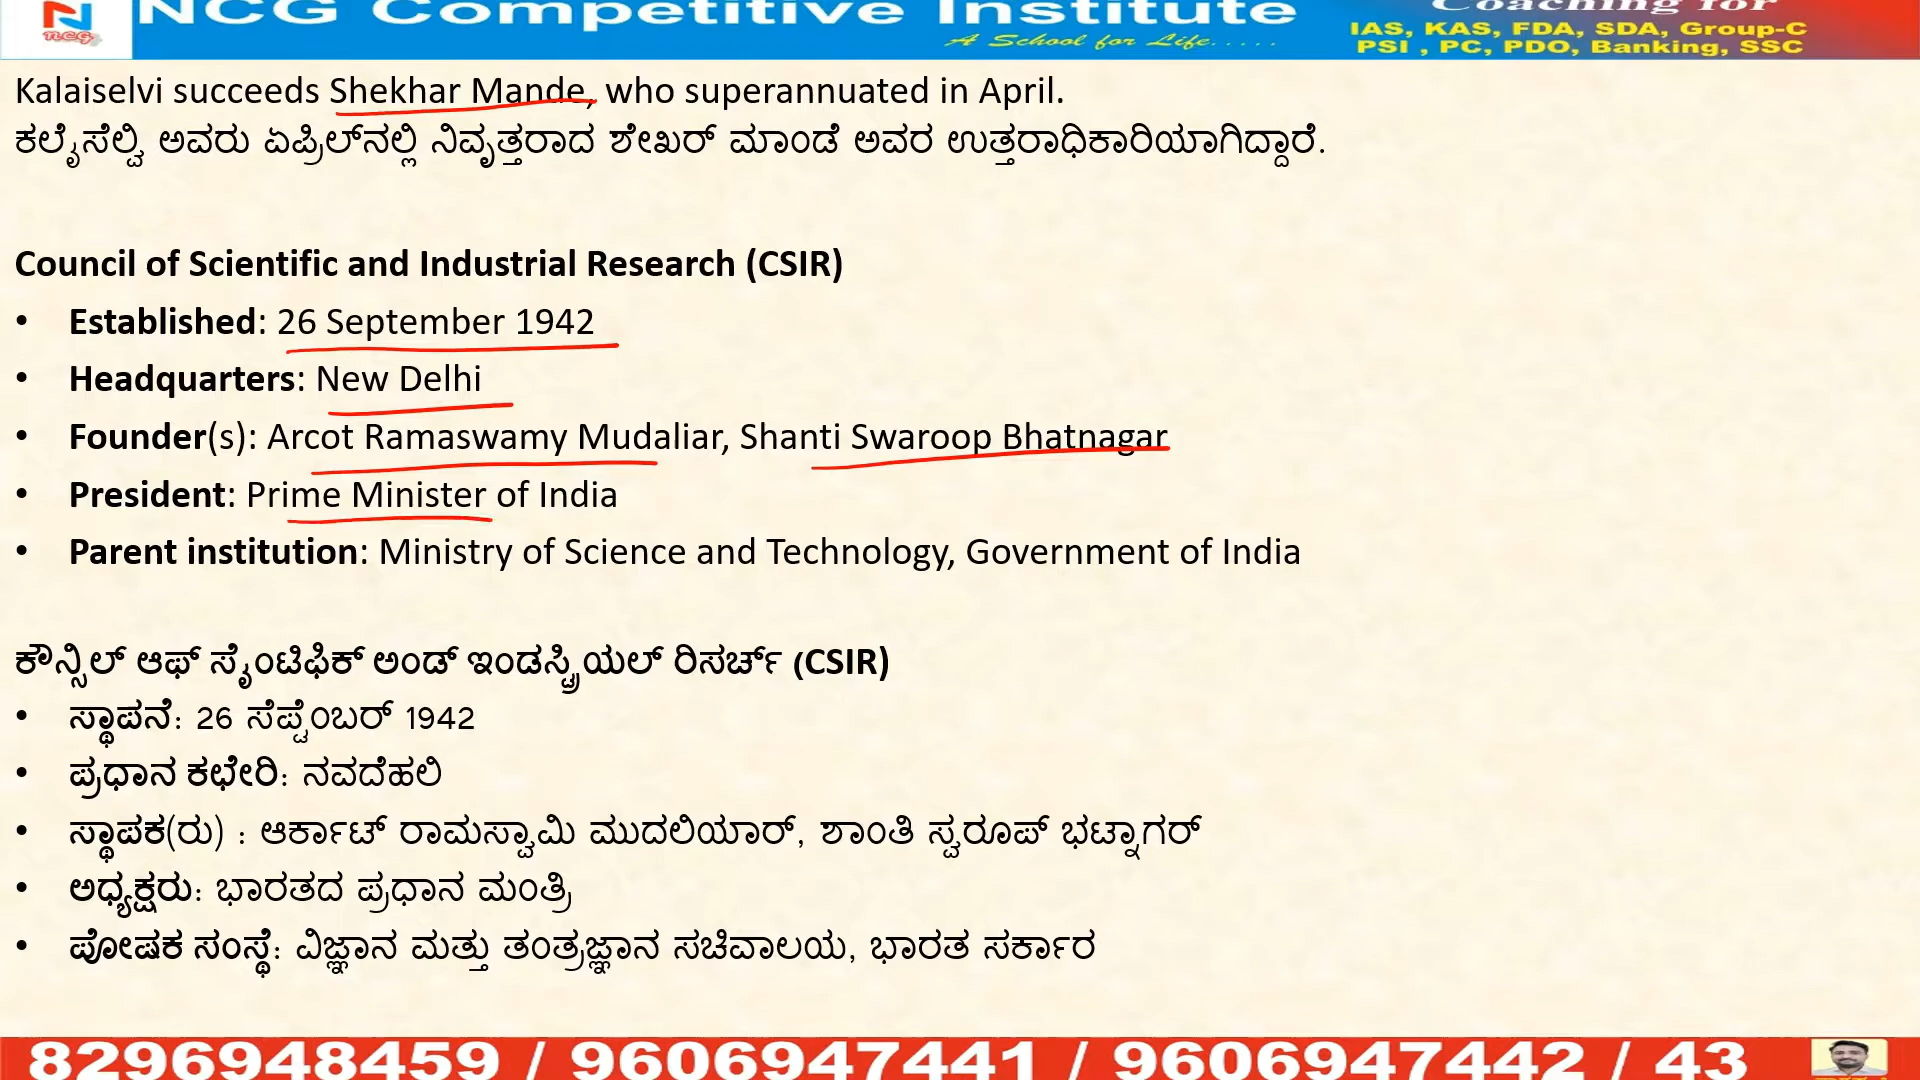 NCG Competitive Institute
A School for Life.....
Coaching for
IAS, KAS, FDA, SDA, Group-C
PSI , PC, PDO, Banking, SSC
ncg
Kalaiselvi succeeds Shekhar Mande, who superannuated in April.
ಕಲೈಸೆಲ್ವಿ ಅವರು ಏಪ್ರಿಲ್‌ನಲ್ಲಿ ನಿವೃತ್ತರಾದ ಶೇಖರ್ ಮಾಂಡೆ ಅವರ ಉತ್ತರಾಧಿಕಾರಿಯಾಗಿದ್ದಾರೆ.
Council of Scientific and Industrial Research (CSIR)
• Established: 26 September 1942
• Headquarters: New Delhi
• Founder(s): Arcot Ramaswamy Mudaliar, Shanti Swaroop Bhatnagar
• President: Prime Minister of India
• Parent institution: Ministry of Science and Technology, Government of India
ಕೌನ್ಸಿಲ್ ಆಫ್ ಸೈಂಟಿಫಿಕ್ ಅಂಡ್ ಇಂಡಸ್ಟ್ರಿಯಲ್ ರಿಸರ್ಚ್ (CSIR)
• ಸ್ಥಾಪನೆ: 26 ಸೆಪ್ಟೆಂಬರ್ 1942
• ಪ್ರಧಾನ ಕಛೇರಿ: ನವದೆಹಲಿ
• ಸ್ಥಾಪಕ(ರು) : ಆರ್ಕಾಟ್ ರಾಮಸ್ವಾಮಿ ಮುದಲಿಯಾರ್, ಶಾಂತಿ ಸ್ವರೂಪ್ ಭಟ್ನಾಗರ್
• ಅಧ್ಯಕ್ಷರು: ಭಾರತದ ಪ್ರಧಾನ ಮಂತ್ರಿ
• ಪೋಷಕ ಸಂಸ್ಥೆ: ವಿಜ್ಞಾನ ಮತ್ತು ತಂತ್ರಜ್ಞಾನ ಸಚಿವಾಲಯ, ಭಾರತ ಸರ್ಕಾರ
8296948459 / 9606947441 / 9606947442 / 43